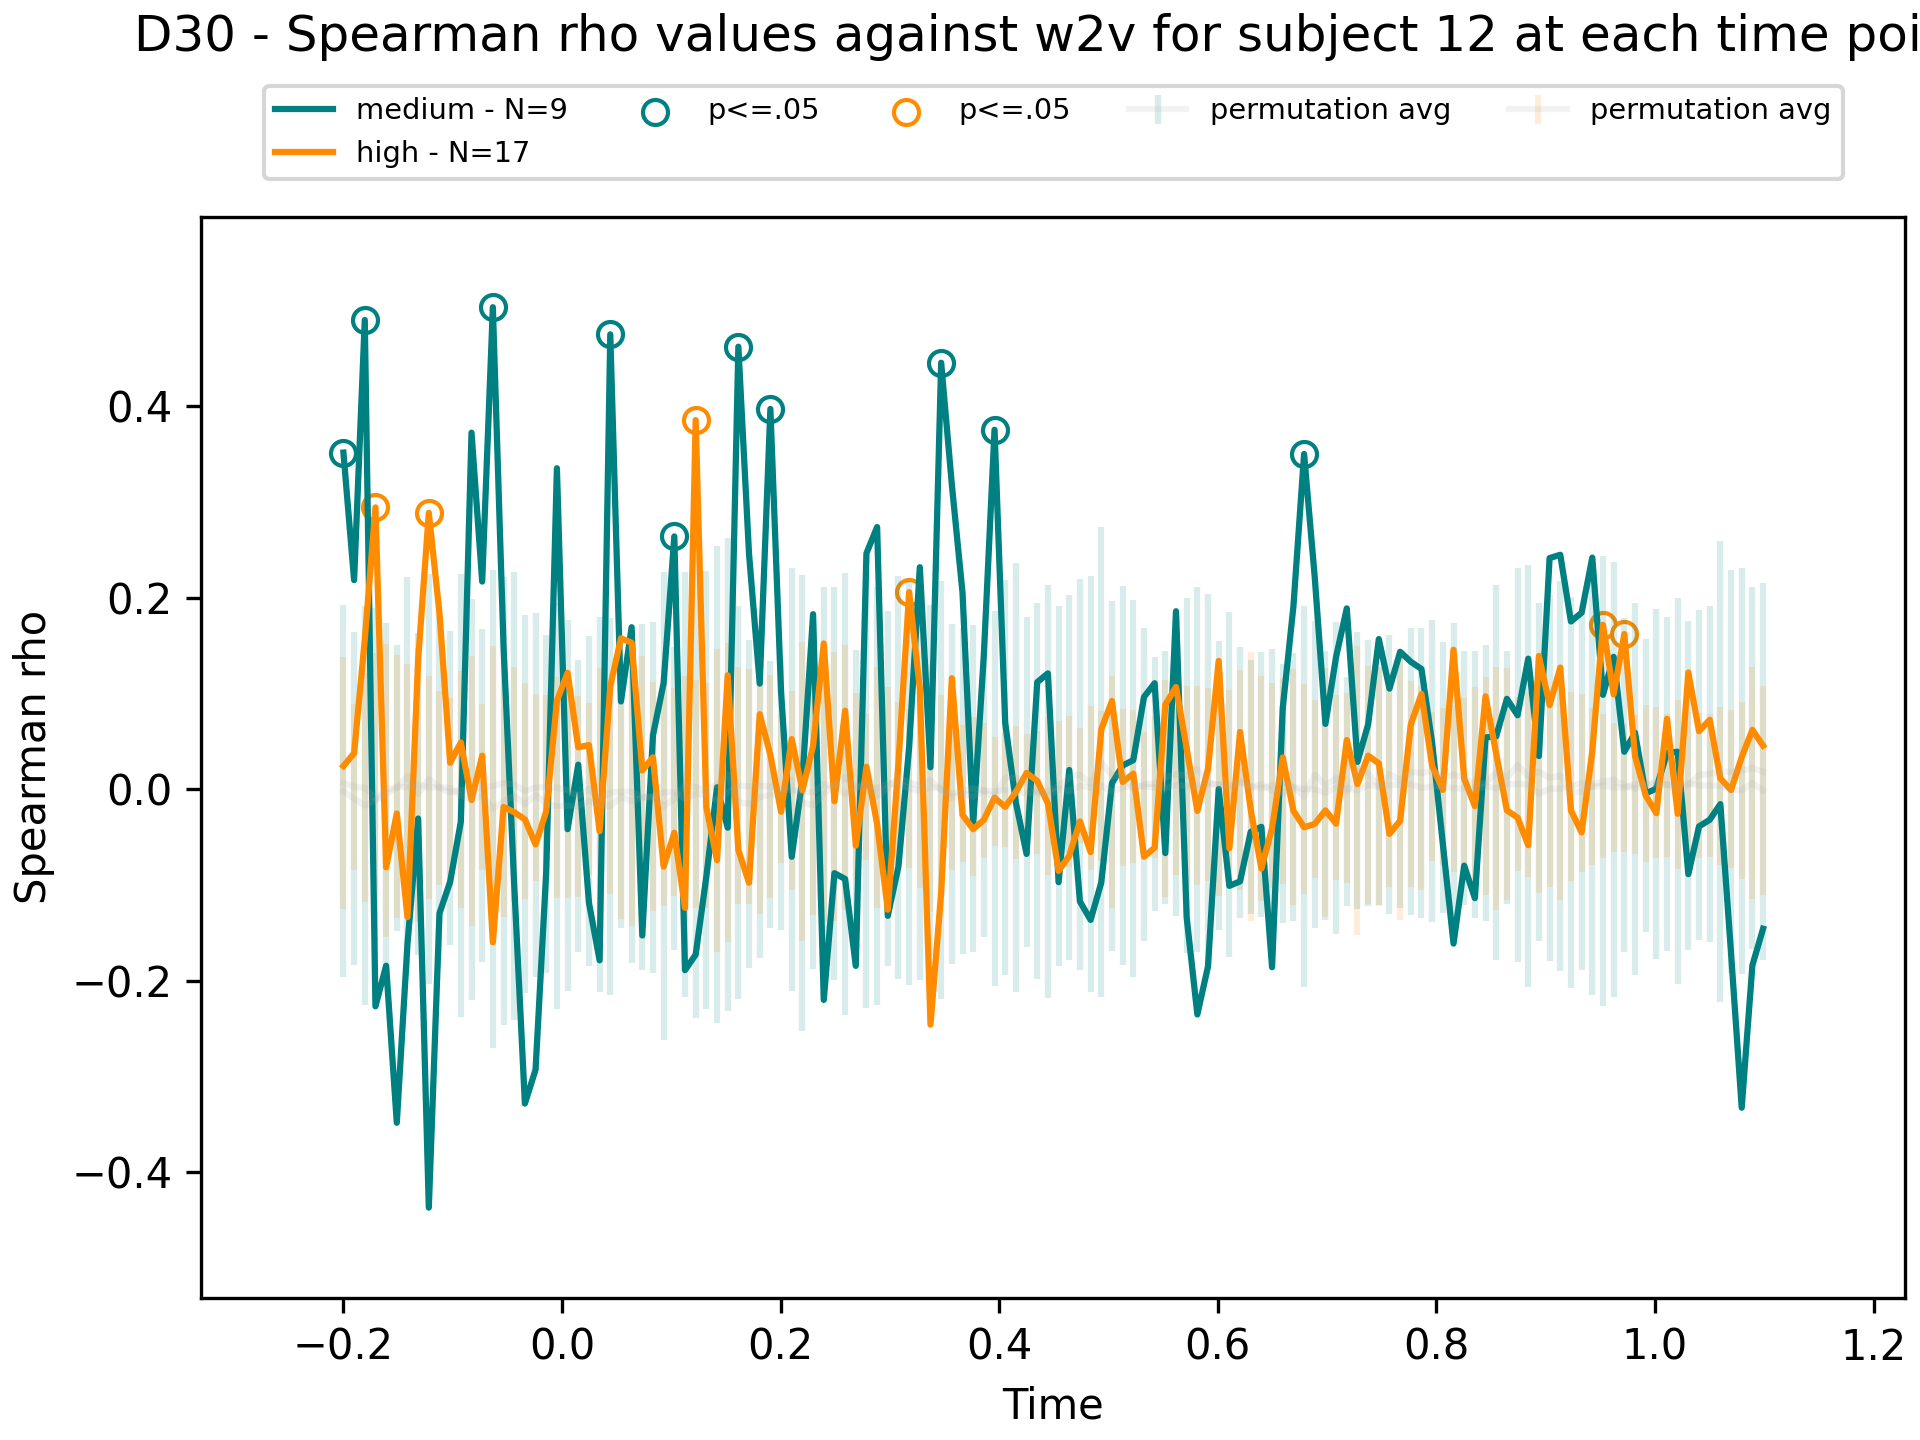 D30 - Spearman rho values against w2v for subject 12 at each time poi
medium - N=9
high - N=17
p<=.05
p<=.05
permutation avg
permutation avg
Spearman rho
0.4
0.2
0.0
−0.2
−0.4
−0.2 0.0 0.2 0.4 0.6 0.8 1.0 1.2
Time